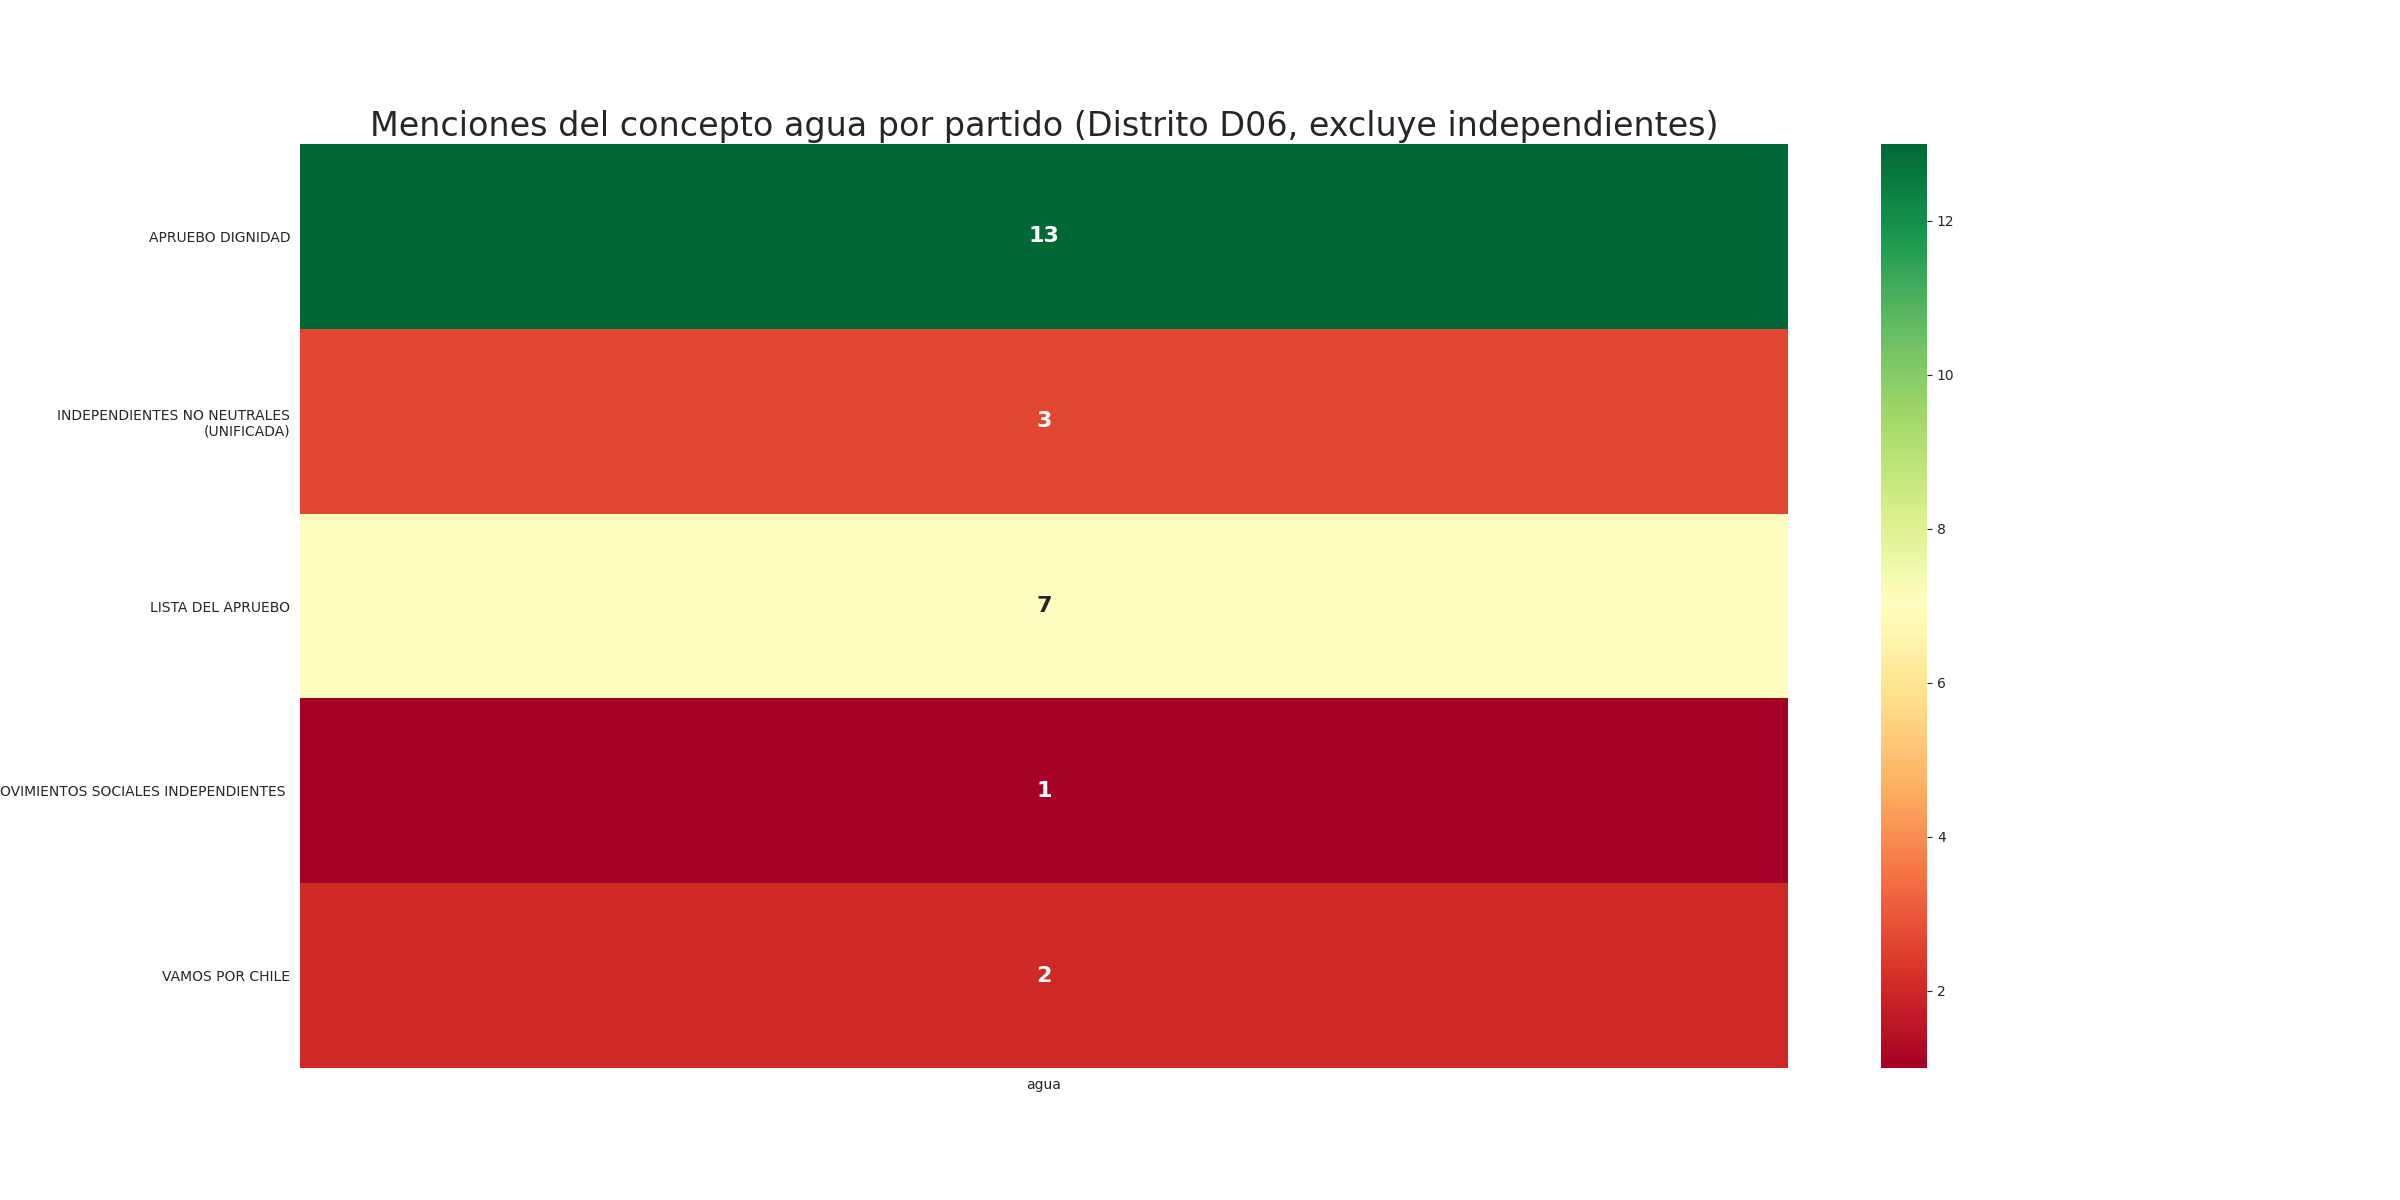 Menciones del concepto agua por partido (Distrito D06, excluye independientes)
APRUEBO DIGNIDAD
13
INDEPENDIENTES NO NEUTRALES
(UNIFICADA)
3
LISTA DEL APRUEBO
7
OVIMIENTOS SOCIALES INDEPENDIENTES
1
VAMOS POR CHILE
2
agua
12
10
8
6
4
2